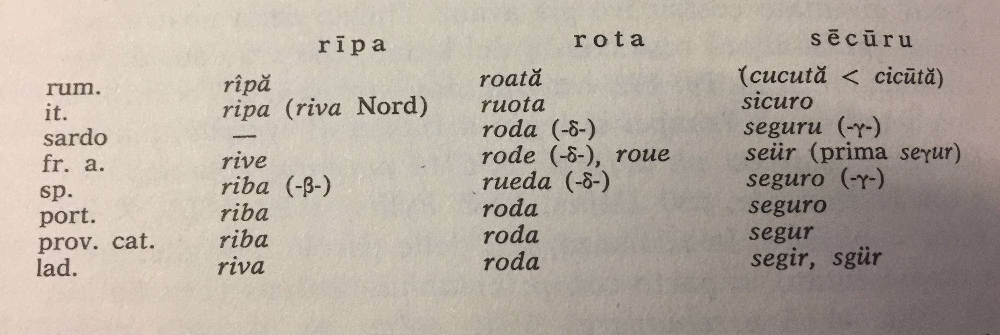 rīpa rota sēcūru
rum. rîpă roată (cucută < cicūtă)
it. ripa (riva Nord) ruota sicuro
sardo — roda (-δ-) seguru (-γ-)
fr. a. rive rode (-δ-), roue seür (prima seγur)
sp. riba (-β-) rueda (-δ-) seguro (-γ-)
port. riba roda seguro
prov. cat. riba roda segur
lad. riva roda segir, sgür